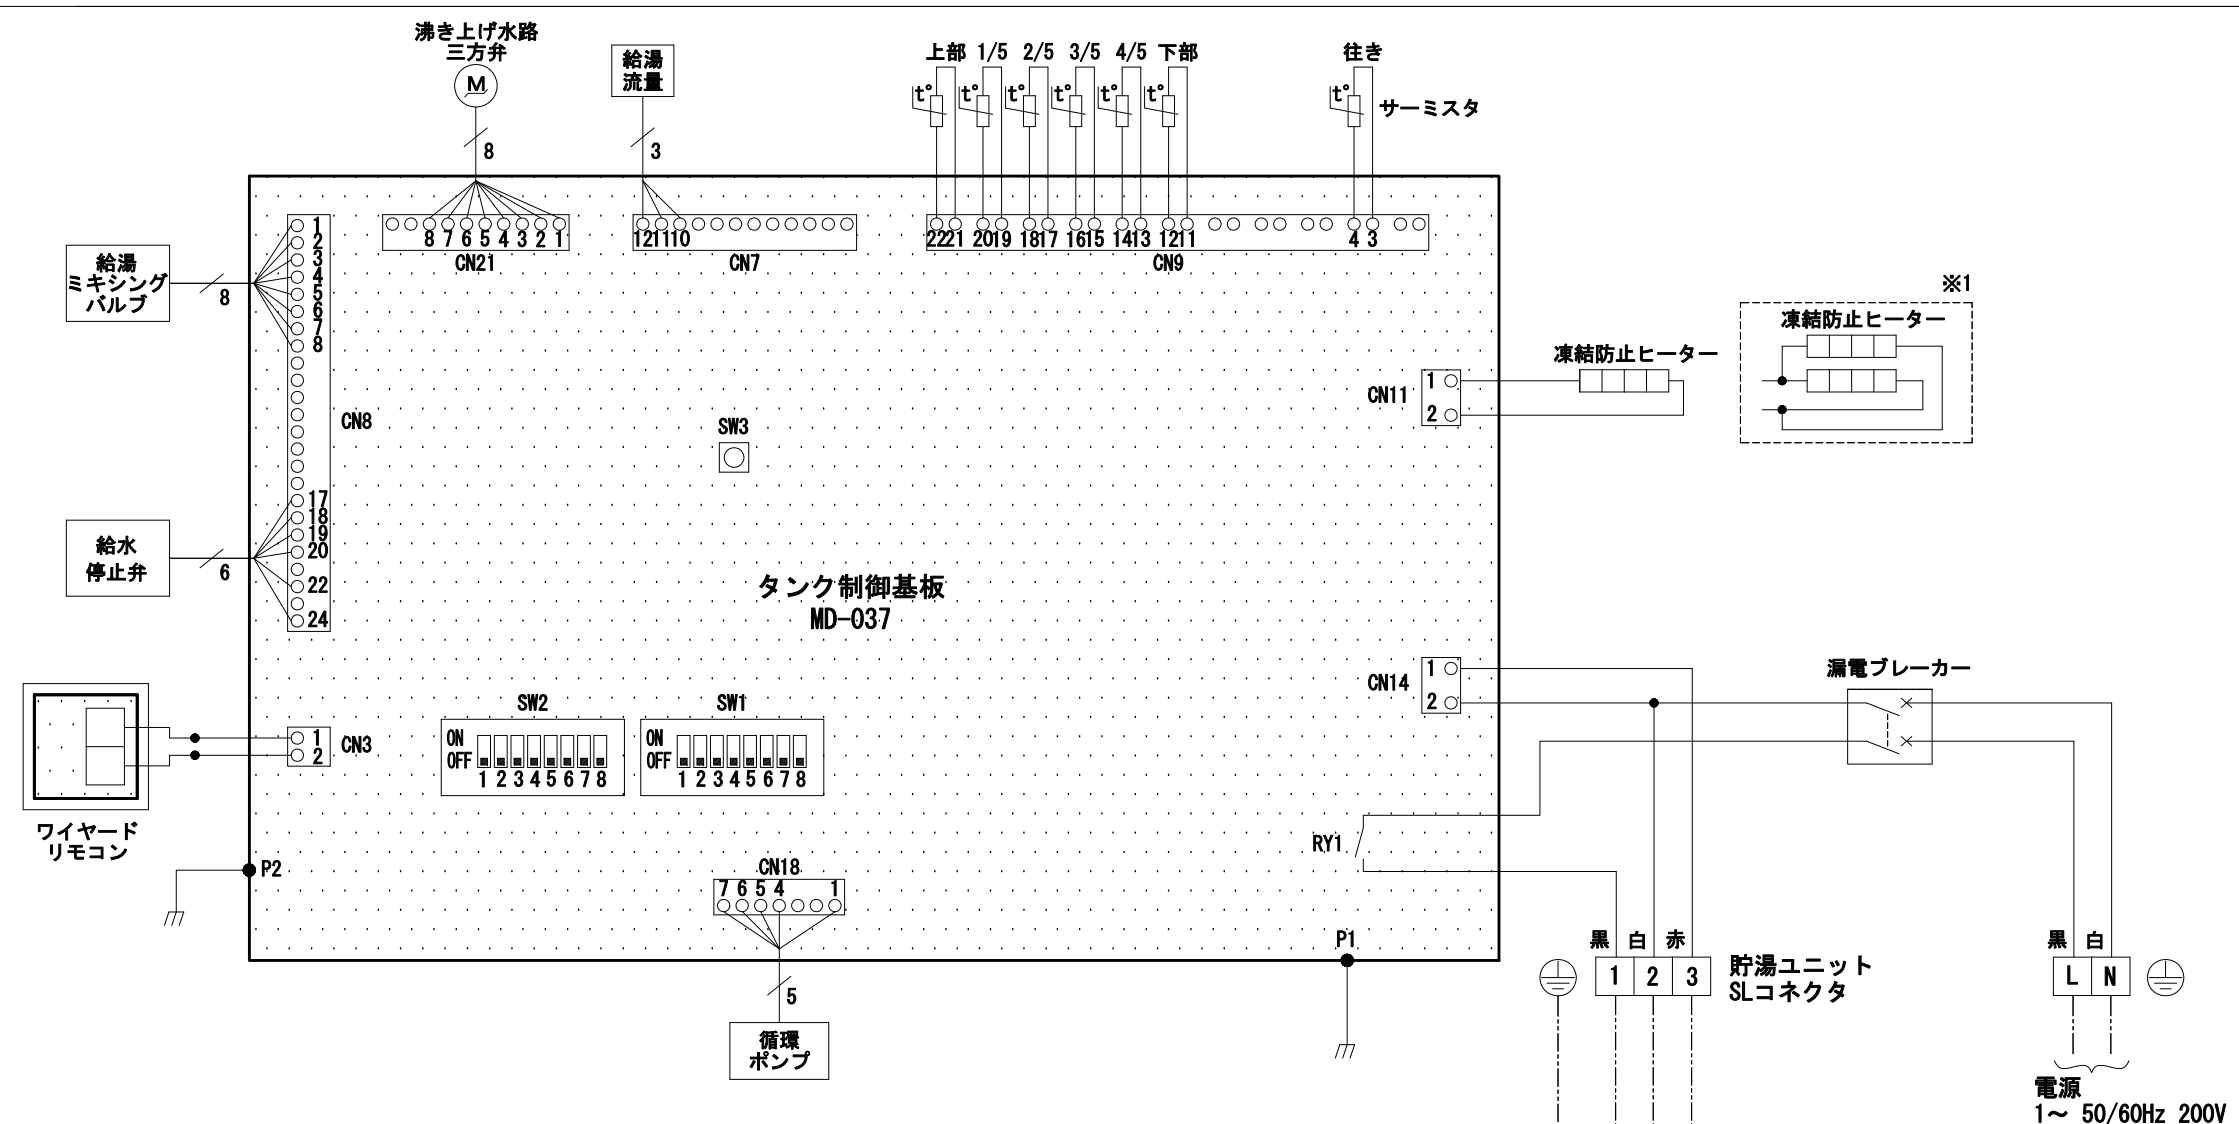 沸き上げ水路
三方弁
M
8
給湯
流量
3
上部 1/5 2/5 3/5 4/5 下部 往き
t° t° t° t° t° t° t°
サーミスタ
8 7 6 5 4 3 2 1
CN21
12 11 10
CN7
22 21 20 19 18 17 16 15 14 13 12 11 4 3
CN9
給湯
ミキシング
バルブ
8
1
2
3
4
5
6
7
8
CN8
17
18
19
20
22
24
給水
停止弁
6
SW3
※1
凍結防止ヒーター
凍結防止ヒーター
CN11
1
2
タンク制御基板
MD-037
CN14
1
2
漏電ブレーカー
ワイヤード
リモコン
1
2
CN3
SW2
ON
OFF
1 2 3 4 5 6 7 8
SW1
ON
OFF
1 2 3 4 5 6 7 8
RY1
P2
CN18
7 6 5 4 1
5
循環
ポンプ
P1
黒 白 赤
1 2 3
貯湯ユニット
SLコネクタ
黒 白
L N
電源
1～ 50/60Hz 200V